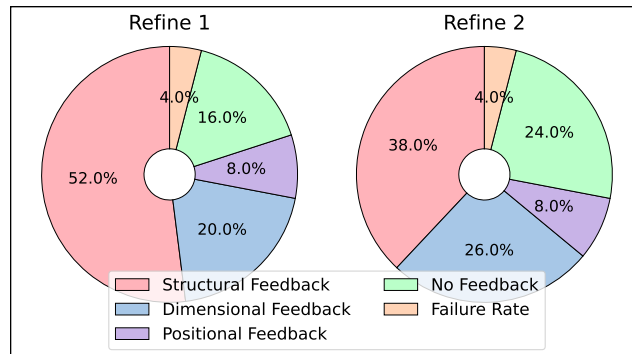 Refine 1
Refine 2
4.0%
16.0%
8.0%
20.0%
52.0%
4.0%
24.0%
8.0%
26.0%
38.0%
Structural Feedback
Dimensional Feedback
Positional Feedback
No Feedback
Failure Rate